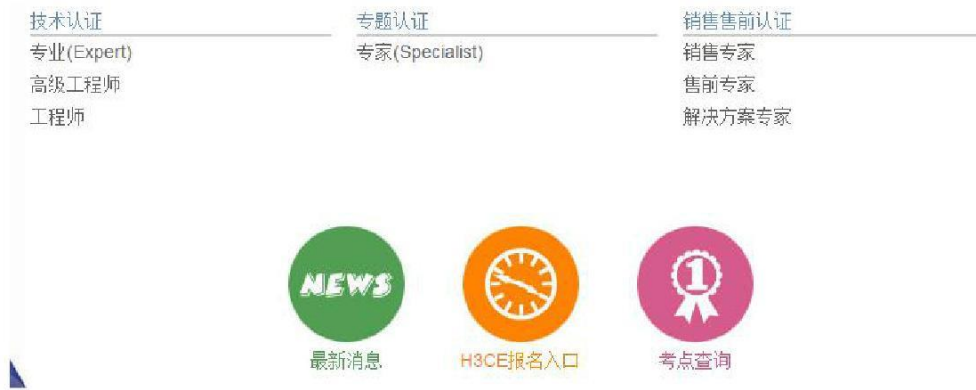 技术认证
专题认证
销售售前认证
专业(Expert)
专家(Specialist)
销售专家
高级工程师
售前专家
工程师
解决方案专家
NEWS
1
最新消息
H3CE报名入口
考点查询